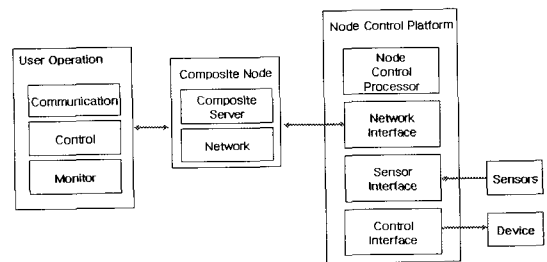 User Operation
Communication
Control
Monitor
Composite Node
Composite
Server
Network
Node Control Platform
Node
Control
Processor
Network
Interface
Sensor
Interface
Control
Interface
Sensors
Device